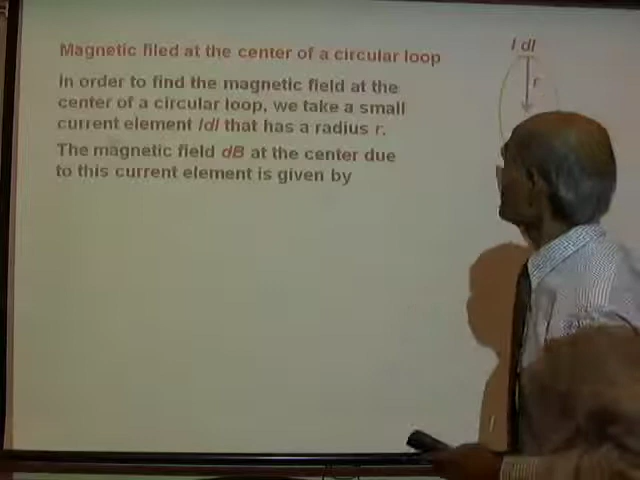 Magnetic filed at the center of a circular loop
I dl
r
In order to find the magnetic field at the
center of a circular loop, we take a small
current element Idl that has a radius r.
The magnetic field dB at the center due
to this current element is given by